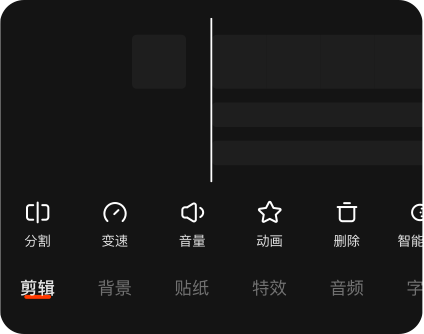 分割 变速 音量 动画 删除 智能
剪辑 背景 贴纸 特效 音频 字